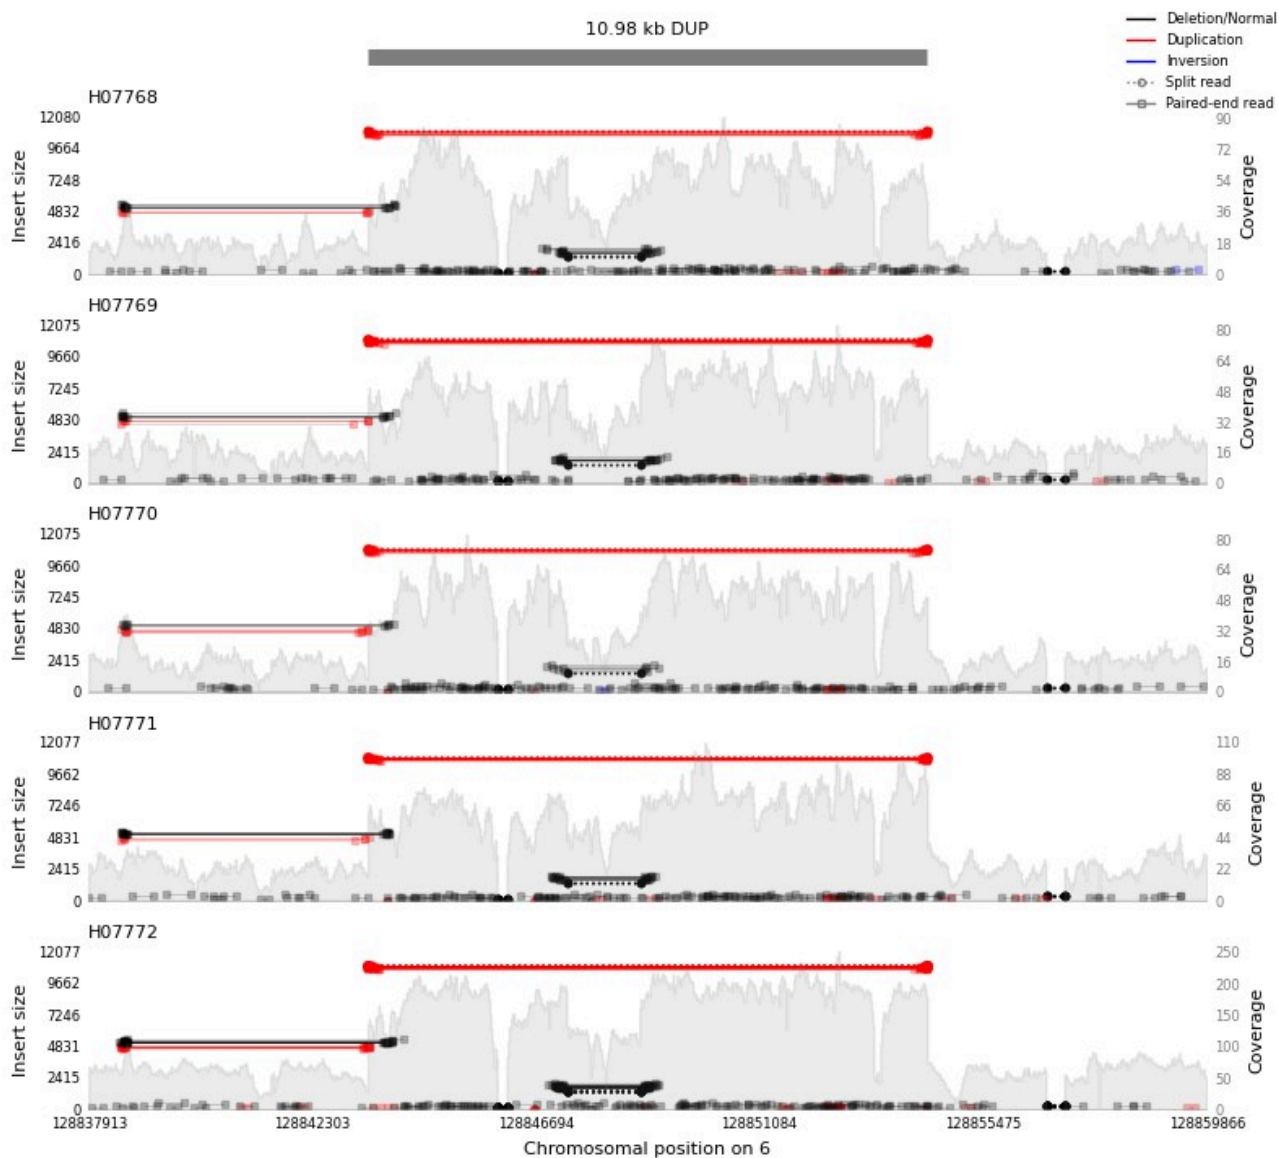 10.98 kb DUP
Deletion/Normal
Duplication
Inversion
Split read
Paired-end read
H07768
12080
9664
7248
4832
2416
0
Insert size
90
72
54
36
18
0
Coverage
H07769
12075
9660
7245
4830
2415
0
Insert size
80
64
48
32
16
0
Coverage
H07770
12075
9660
7245
4830
2415
0
Insert size
80
64
48
32
16
0
Coverage
H07771
12077
9662
7246
4831
2415
0
Insert size
110
88
66
44
22
0
Coverage
H07772
12077
9662
7246
4831
2415
0
Insert size
250
200
150
100
50
0
Coverage
128837913 128842303 128846694 128851084 128855475 128859866
Chromosomal position on 6